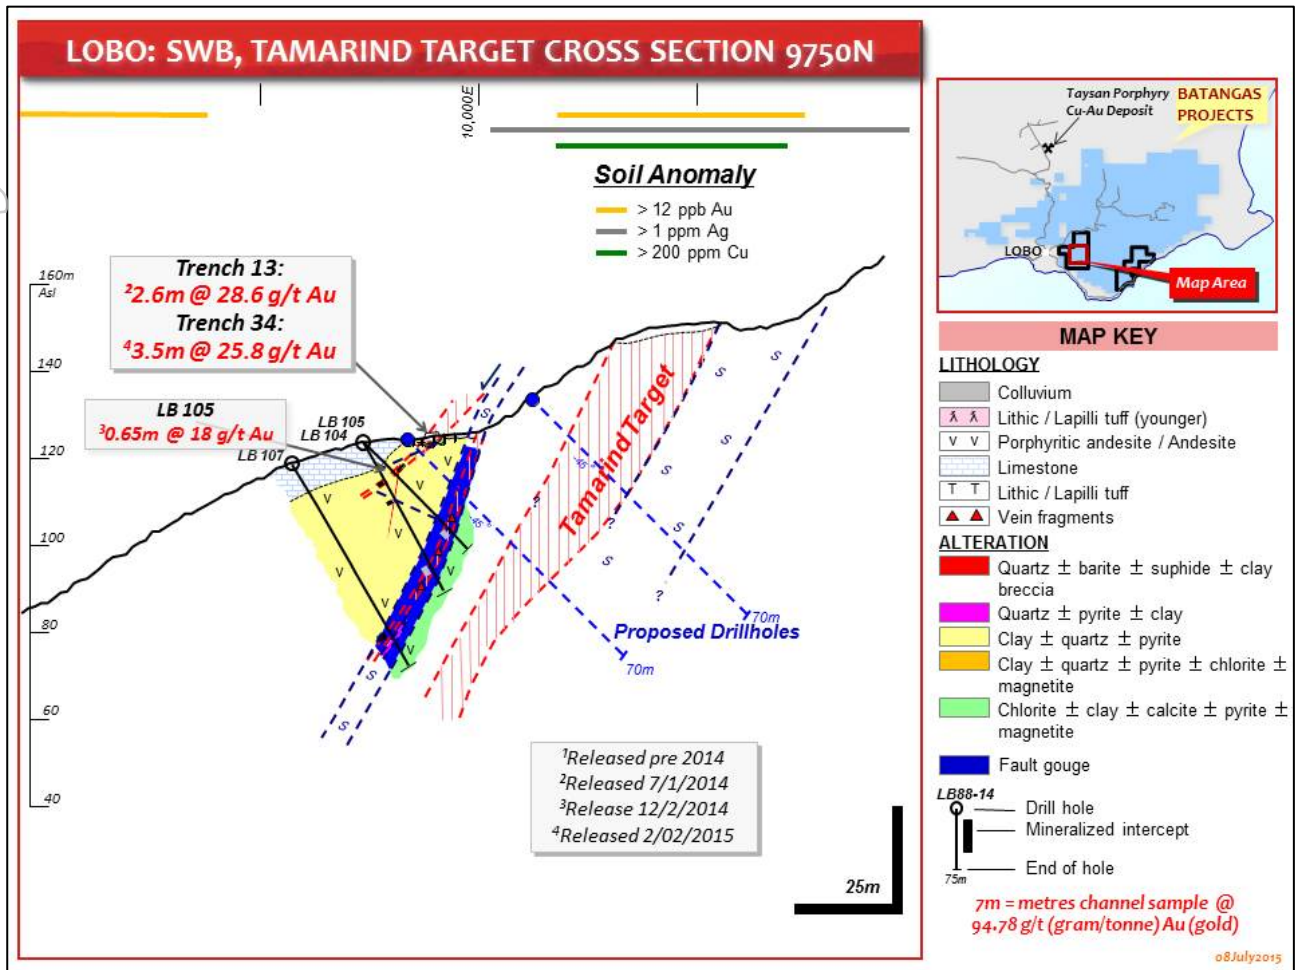 LOBO: SWB, TAMARIND TARGET CROSS SECTION 9750N
10,000E
Soil Anomaly
> 12 ppb Au
> 1 ppm Ag
> 200 ppm Cu
160m
Asl
140
120
100
80
60
40
Trench 13:
²2.6m @ 28.6 g/t Au
Trench 34:
⁴3.5m @ 25.8 g/t Au
LB 105
³0.65m @ 18 g/t Au
LB 105
LB 104
LB 107
-45°
-45°
Tamarind Target
Proposed Drillholes
70m
70m
¹Released pre 2014
²Released 7/1/2014
³Release 12/2/2014
⁴Released 2/02/2015
25m
Taysan Porphyry
Cu-Au Deposit
BATANGAS
PROJECTS
LOBO
Map Area
MAP KEY
LITHOLOGY
Colluvium
Lithic / Lapilli tuff (younger)
v v Porphyritic andesite / Andesite
Limestone
T T Lithic / Lapilli tuff
Vein fragments
ALTERATION
Quartz ± barite ± suphide ± clay
breccia
Quartz ± pyrite ± clay
Clay ± quartz ± pyrite
Clay ± quartz ± pyrite ± chlorite ±
magnetite
Chlorite ± clay ± calcite ± pyrite ±
magnetite
Fault gouge
LB88-14
Drill hole
Mineralized intercept
End of hole
75m
7m = metres channel sample @
94.78 g/t (gram/tonne) Au (gold)
08July2015